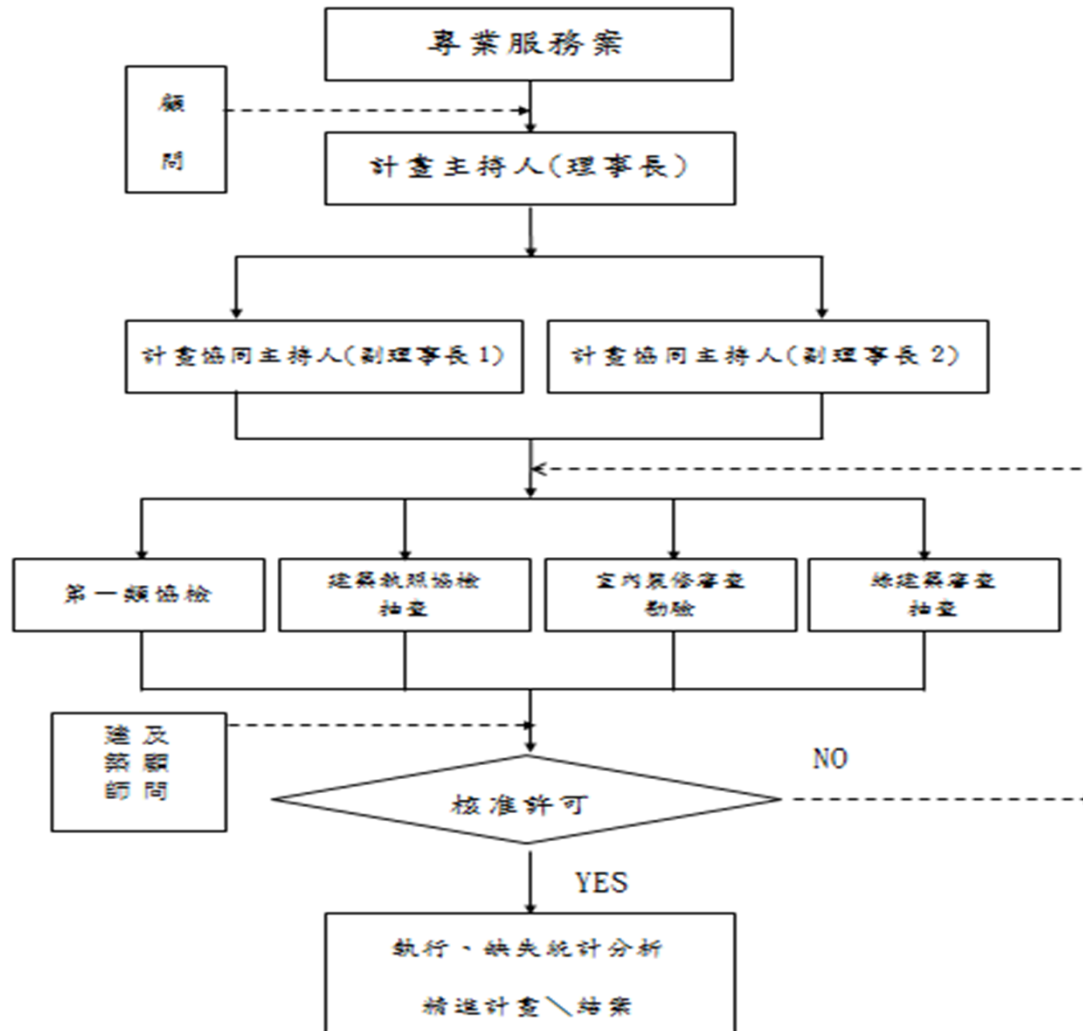 專業服務案
顧
問
計畫主持人(理事長)
計畫協同主持人(副理事長1)
計畫協同主持人(副理事長2)
第一類協檢
建築執照協檢
抽查
室內裝修審查
勘驗
綠建築審查
抽查
建及
築顧
師問
核准許可
NO
YES
執行、缺失統計分析
精進計畫＼結案